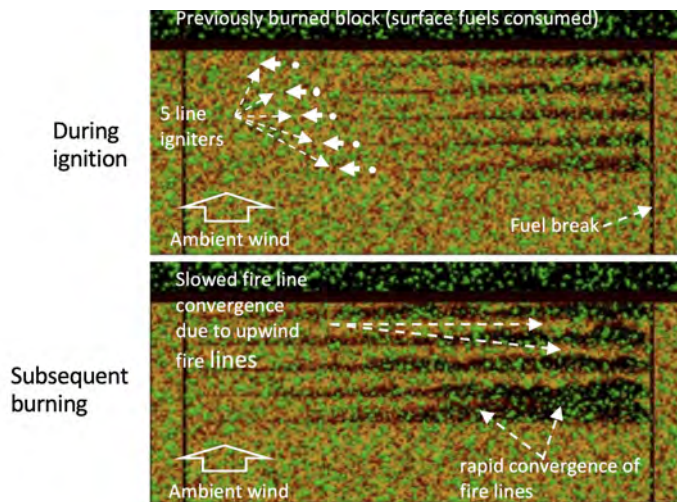 Previously burned block (surface fuels consumed)
During
ignition
5 line
igniters
Fuel break
Ambient wind
Slowed fire line
convergence
due to upwind
fire lines
Subsequent
burning
rapid convergence of
fire lines
Ambient wind